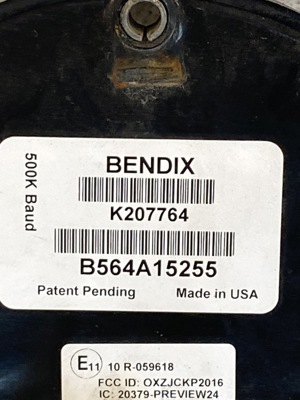 500K Baud
BENDIX
K207764
B564A15255
Patent Pending Made in USA
E11 10 R-059618
FCC ID: OXZJCKP2016
IC: 20379-PREVIEW24